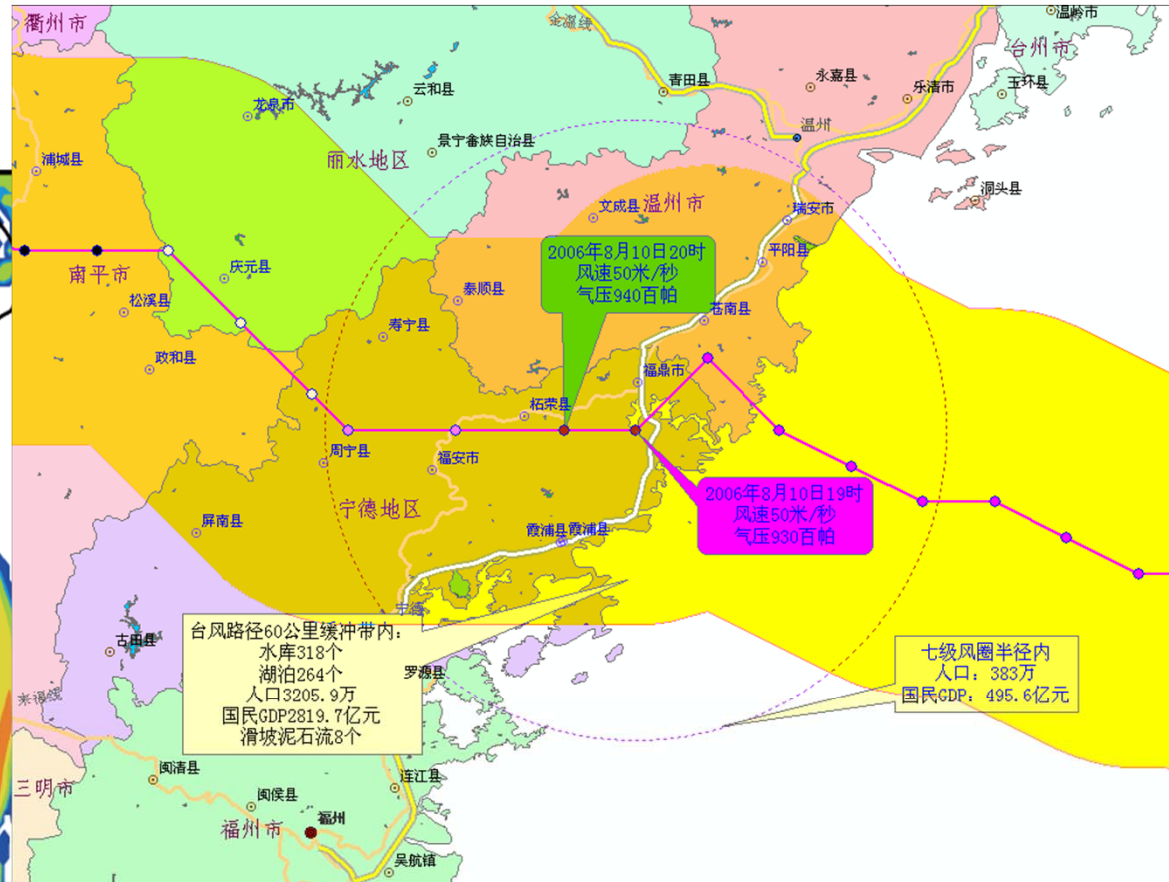 衢州市
金温线
温岭市
台州市
青田县
永嘉县
乐清市
玉环县
云和县
龙泉市
温州
景宁畲族自治县
丽水地区
浦城县
洞头县
文成县
温州市
瑞安市
平阳县
2006年8月10日20时
风速50米/秒
气压940百帕
南平市
庆元县
松溪县
泰顺县
苍南县
寿宁县
政和县
福鼎市
柘荣县
周宁县
福安市
2006年8月10日19时
风速50米/秒
气压930百帕
宁德地区
屏南县
霞浦县
霞浦县
宁德
台风路径60公里缓冲带内:
水库318个
湖泊264个
人口3205.9万
国民GDP2819.7亿元
滑坡泥石流8个
古田县
罗源县
七级风圈半径内
人口: 383万
国民GDP: 495.6亿元
来福线
三明市
闽清县
连江县
闽侯县
福州
福州市
吴航镇